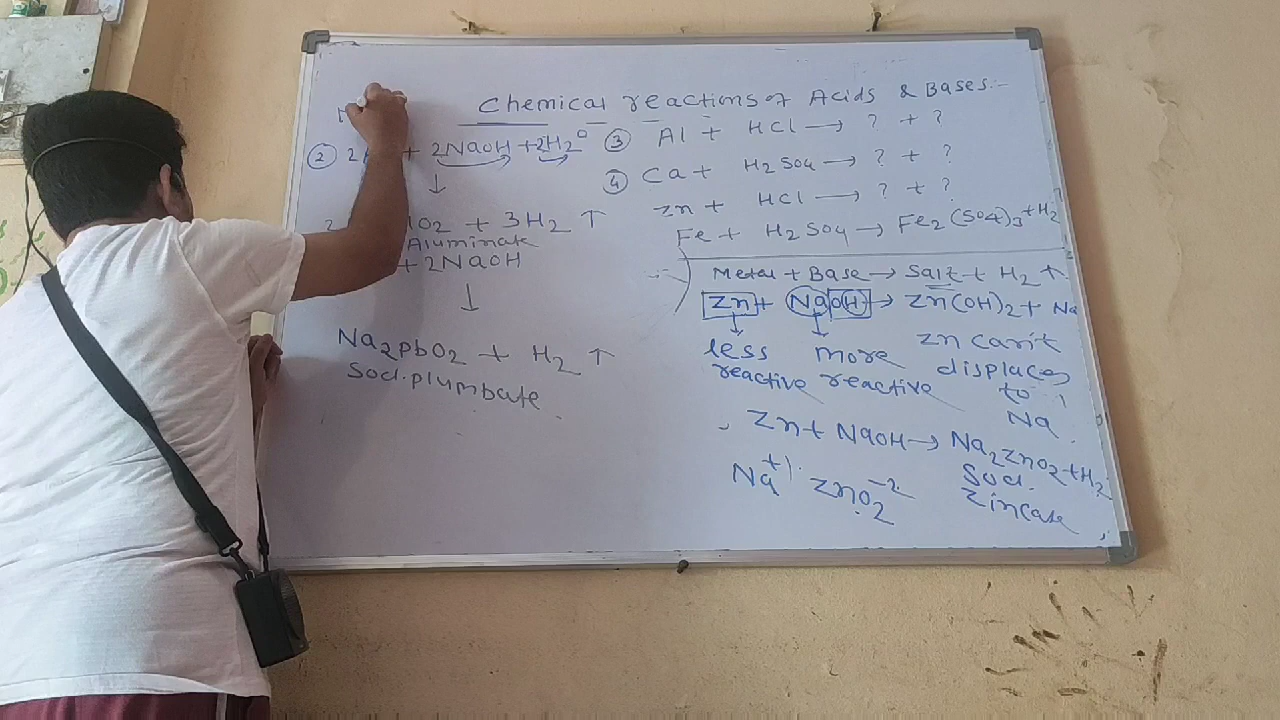 Chemical reactions of Acids & Bases:-
② 2 + 2NaOH + 2H2O
↓
2 lO2 + 3H2 ↑
Aluminate
+ 2NaOH
↓
Na2pbO2 + H2 ↑
Sod. plumbate
③ Al + HCl → ? + ?
④ Ca + H2SO4 → ? + ?
Zn + HCl → ? + ?
Fe + H2SO4 → Fe2(SO4)3 + H2
Metal + Base → Salt + H2 ↑
Zn + NaOH → Zn(OH)2 + Na
↓ ↓
less more Zn can't
reactive reactive displaces
to
Na
Zn + NaOH → Na2ZnO2 + H2
Na+1 ZnO2-2 Sod.
Zincate